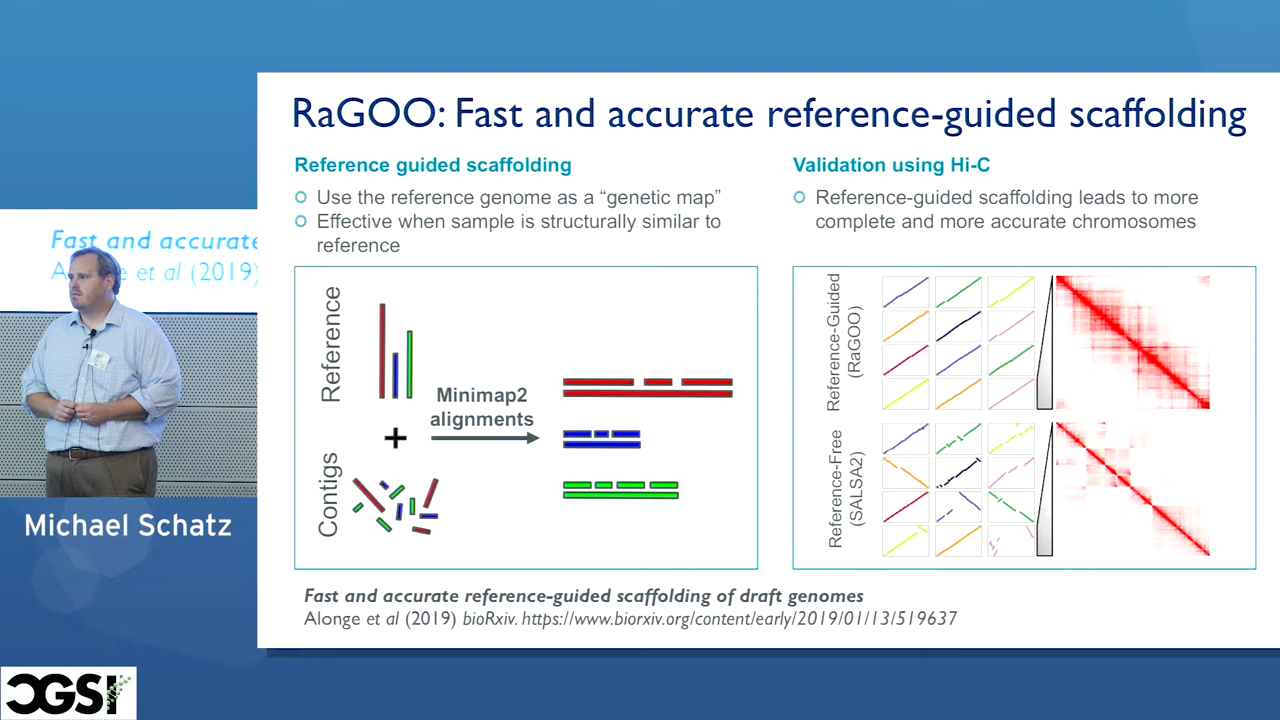 RaGOO: Fast and accurate reference-guided scaffolding
Reference guided scaffolding
Use the reference genome as a “genetic map”
Effective when sample is structurally similar to
reference
Reference
+
Contigs
Minimap2
alignments
Validation using Hi-C
Reference-guided scaffolding leads to more
complete and more accurate chromosomes
Reference-Guided
(RaGOO)
Reference-Free
(SALSA2)
Fast and accurate reference-guided scaffolding of draft genomes
Alonge et al (2019) bioRxiv. https://www.biorxiv.org/content/early/2019/01/13/519637
Fast and accurate
et al (2019)
Michael Schatz
CGSI